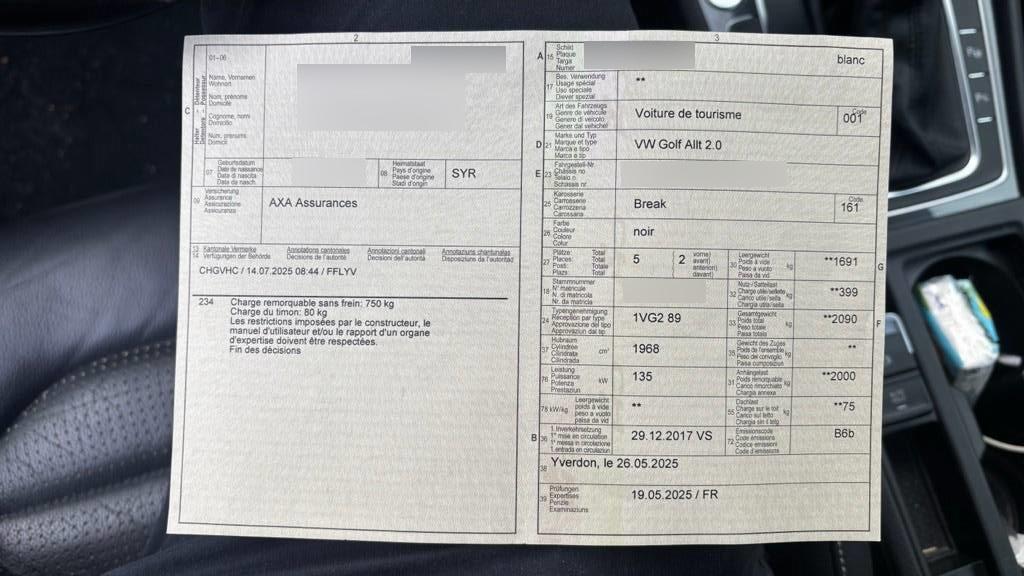 2
01-06
C
Halter
Détenteur
Detentore
Possessur
Name, Vornamen
Wohnort
Nom, prénoms
Domicile
Cognome, nomi
Domicilio
Num, prenums
Domicil
07
Geburtsdatum
Date de naissance
Data di nascita
Data da nasch.
08
Heimatstaat
Pays d'origine
Paese d'origine
Stadi d'origin
SYR
09
Versicherung
Assurance
Assicurazione
Assicuranza
AXA Assurances
13
14
Kantonale Vermerke
Verfügungen der Behörde
Annotations cantonales
Décisions de l'autorité
Annotazioni cantonali
Decisioni dell'autorità
Annotaziuns chantunalas
Disposiziuns da l'autoritad
CHGVHC / 14.07.2025 08:44 / FFLYV
234 Charge remorquable sans frein: 750 kg
Charge du timon: 80 kg
Les restrictions imposées par le constructeur, le
manuel d'utilisateur et/ou le rapport d'un organe
d'expertise doivent être respectées.
Fin des décisions
3
A 15
Schild
Plaque
Targa
Numer
blanc
17
Bes. Verwendung
Usage spécial
Uso speciale
Diever spezial
**
19
Art des Fahrzeugs
Genre de véhicule
Genere di veicolo
Gener dal vehichel
Voiture de tourisme
Code
001
D 21
Marke und Typ
Marque et type
Marca e tipo
Marca e tip
VW Golf Allt 2.0
E 23
Fahrgestell-Nr.
Châssis no
Telaio n.
Schassis nr.
25
Karosserie
Carrosserie
Carrozzeria
Carossaria
Break
Code
161
26
Farbe
Couleur
Colore
Colur
noir
27
Plätze: Total
Places: Total
Posti: Totale
Plazs: Total
5
2
vorne)
avant)
anteriori)
davant)
30
Leergewicht
Poids à vide
Peso a vuoto
Paisa da vid
kg
**1691
G
18
Stammnummer
N° matricule
N. di matricola
Nr. da matricla
32
Nutz-/Sattellast
Charge utile/sellette
Carico utile/sella
Chargia utila/sella
kg
**399
24
Typengenehmigung
Réception par type
Approvazione del tipo
Approvaziun dal tip
1VG2 89
33
Gesamtgewicht
Poids total
Peso totale
Paisa totala
kg
**2090
F
37
Hubraum
Cylindrée
Cilindrata
Cilindrada
cm³
1968
35
Gewicht des Zuges
Poids de l'ensemble
Peso del convoglio
Paisa cumposiziun
kg
**
76
Leistung
Puissance
Potenza
Prestaziun
kW
135
31
Anhängelast
Poids remorquable
Carico rimorchiato
Chargia annexa
kg
**2000
78 kW/kg
Leergewicht
poids à vide
peso a vuoto
paisa da vid
**
55
Dachlast
Charge sur le toit
Carico sul tetto
Chargia sin il tetg
kg
**75
B 36
1. Inverkehrsetzung
1re mise en circulation
1a messa in circolazione
1. entrada en circulaziun
29.12.2017 VS
72
Emissionscode
Code émissions
Codice emissioni
Code d'emissiuns
B6b
38
Yverdon, le 26.05.2025
39
Prüfungen
Expertises
Perizie
Examinaziuns
19.05.2025 / FR